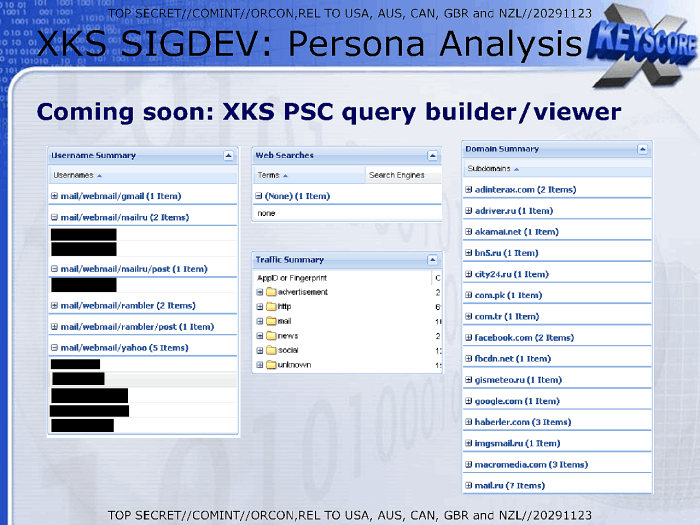 TOP SECRET//COMINT//ORCON,REL TO USA, AUS, CAN, GBR and NZL//20291123
XKS SIGDEV: Persona Analysis
KEYSCORE
Coming soon: XKS PSC query builder/viewer
Username Summary
Usernames
mail/webmail/gmail (1 Item)
mail/webmail/mailru (2 Items)
mail/webmail/mailru/post (1 Item)
mail/webmail/rambler (2 Items)
mail/webmail/rambler/post (1 Item)
mail/webmail/yahoo (5 Items)
Web Searches
Terms Search Engines
(None) (1 Item)
none
Traffic Summary
AppID or Fingerprint C
advertisement 2
http 6
mail
news 2
social
unknown
Domain Summary
Subdomains
adinterax.com (2 Items)
adriver.ru (1 Item)
akamai.net (1 Item)
bn5.ru (1 Item)
city24.ru (1 Item)
com.pk (1 Item)
com.tr (1 Item)
facebook.com (2 Items)
fbcdn.net (1 Item)
gismeteo.ru (1 Item)
google.com (1 Item)
haberler.com (3 Items)
imgsmail.ru (1 Item)
macromedia.com (3 Items)
mail.ru (7 Items)
TOP SECRET//COMINT//ORCON,REL TO USA, AUS, CAN, GBR and NZL//20291123